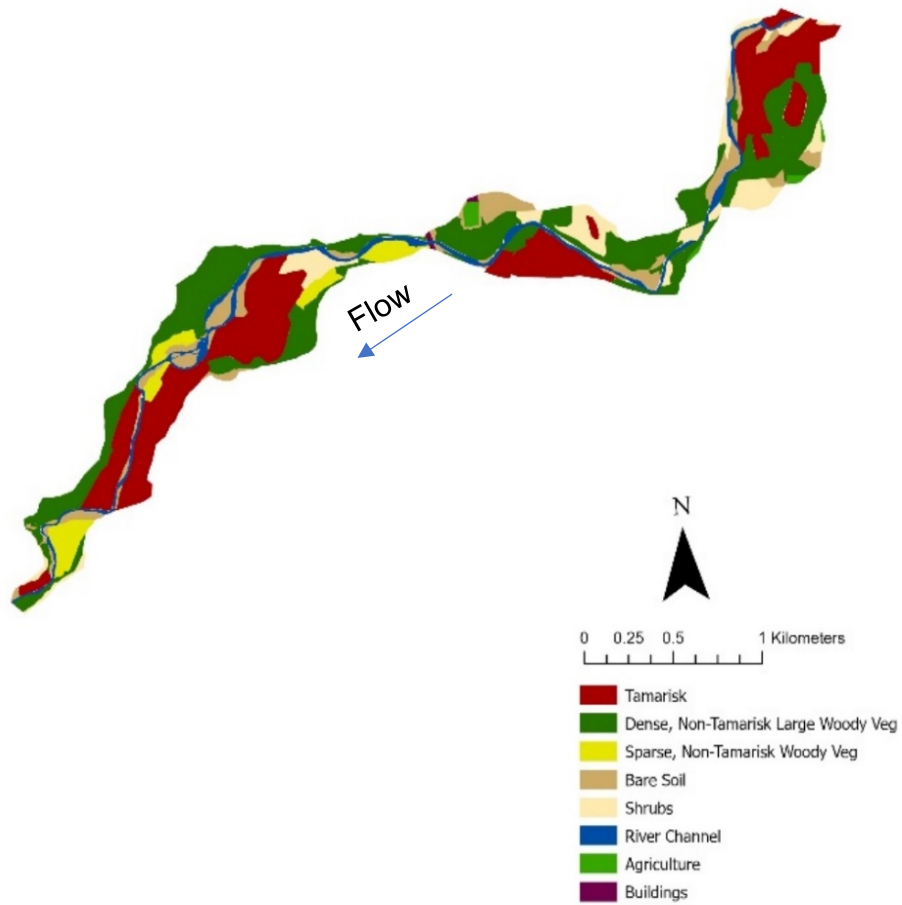 Flow
N
0 0.25 0.5 1 Kilometers
Tamarisk
Dense, Non-Tamarisk Large Woody Veg
Sparse, Non-Tamarisk Woody Veg
Bare Soil
Shrubs
River Channel
Agriculture
Buildings